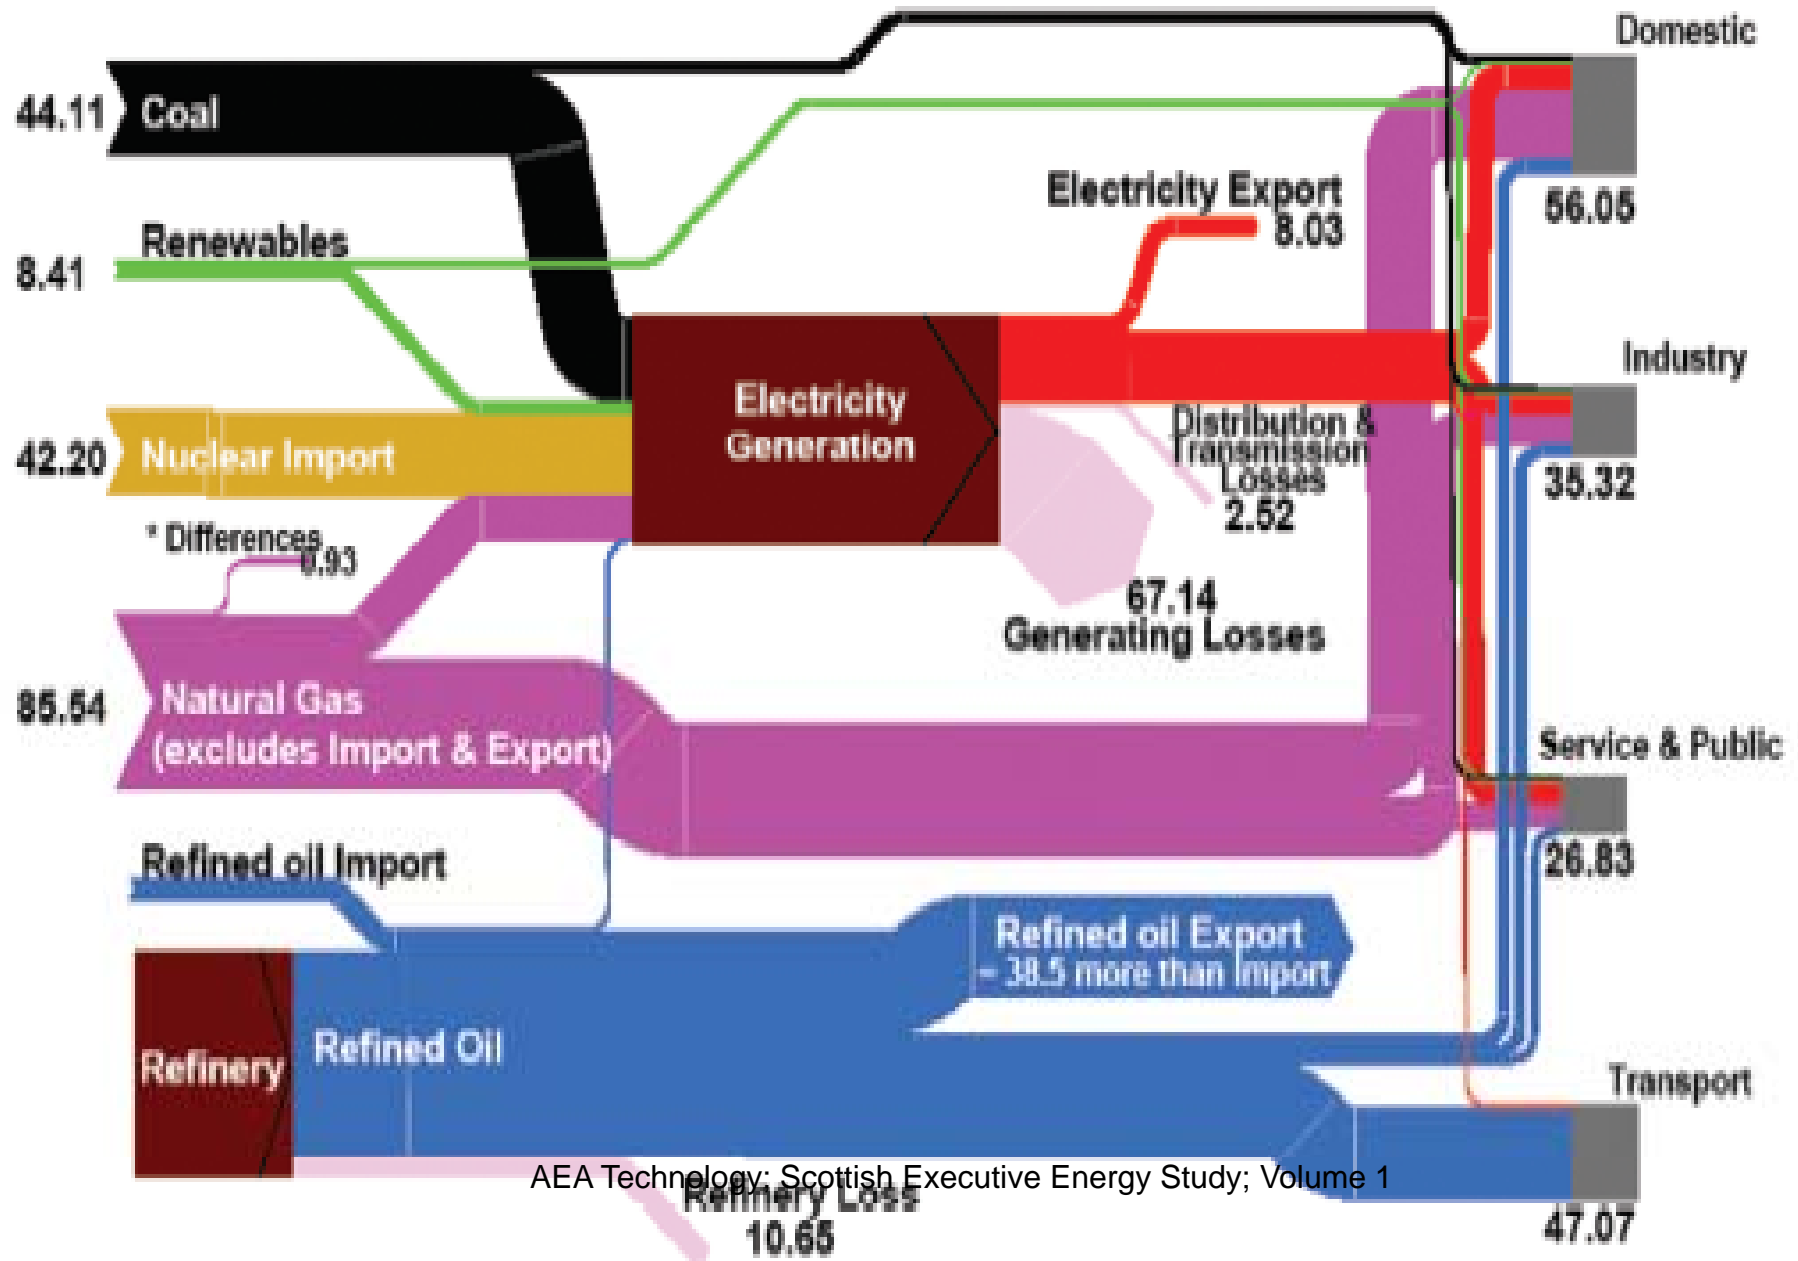 Domestic
44.11
Coal
Electricity Export
8.03
56.05
Renewables
8.41
Industry
Electricity
Generation
Distribution &
Transmission
Losses
2.52
35.32
42.20
Nuclear Import
* Differences
0.93
67.14
Generating Losses
85.54
Natural Gas
(excludes Import & Export)
Service & Public
26.83
Refined oil Import
Refined oil Export
~ 38.5 more than Import
Refinery
Refined Oil
Transport
47.07
AEA Technology; Scottish Executive Energy Study; Volume 1
Refinery Loss
10.65